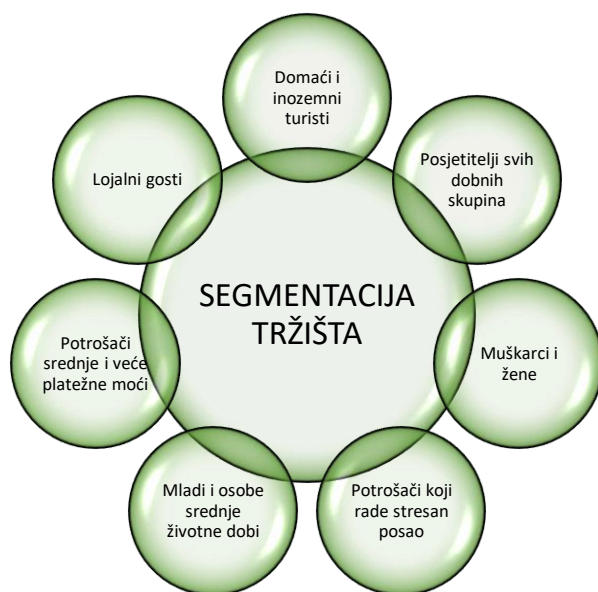 Domaći i
inozemni
turisti
Posjetitelji svih
dobnih
skupina
Lojalni gosti
SEGMENTACIJA
TRŽIŠTA
Muškarci i
žene
Potrošači
srednje i veće
platežne moći
Potrošači koji
rade stresan
posao
Mladi i osobe
srednje
životne dobi